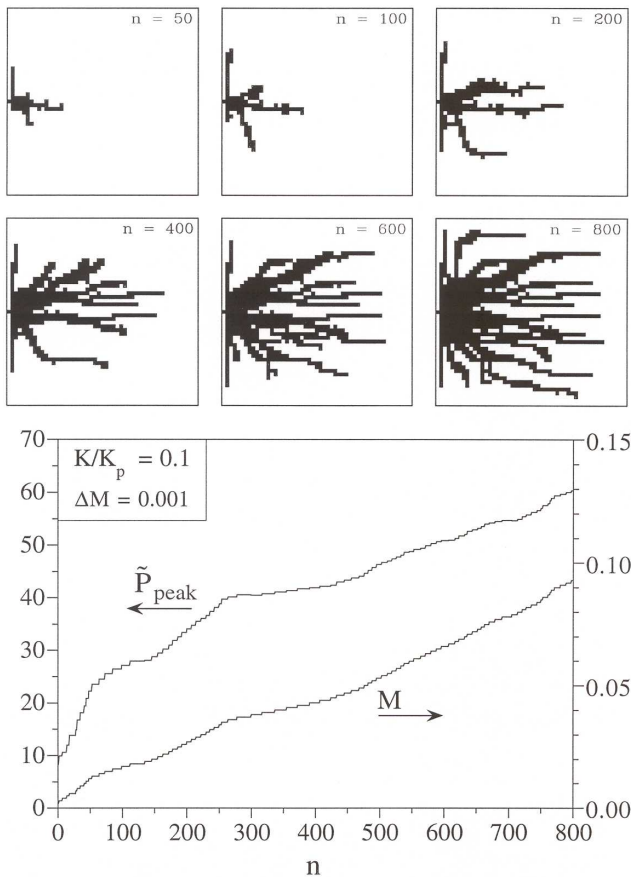 n = 50
n = 100
n = 200
n = 400
n = 600
n = 800
70
60
50
40
30
20
10
0
K/Kp = 0.1
ΔM = 0.001
P̃peak
M
0.15
0.10
0.05
0.00
0 100 200 300 400 500 600 700 800
n